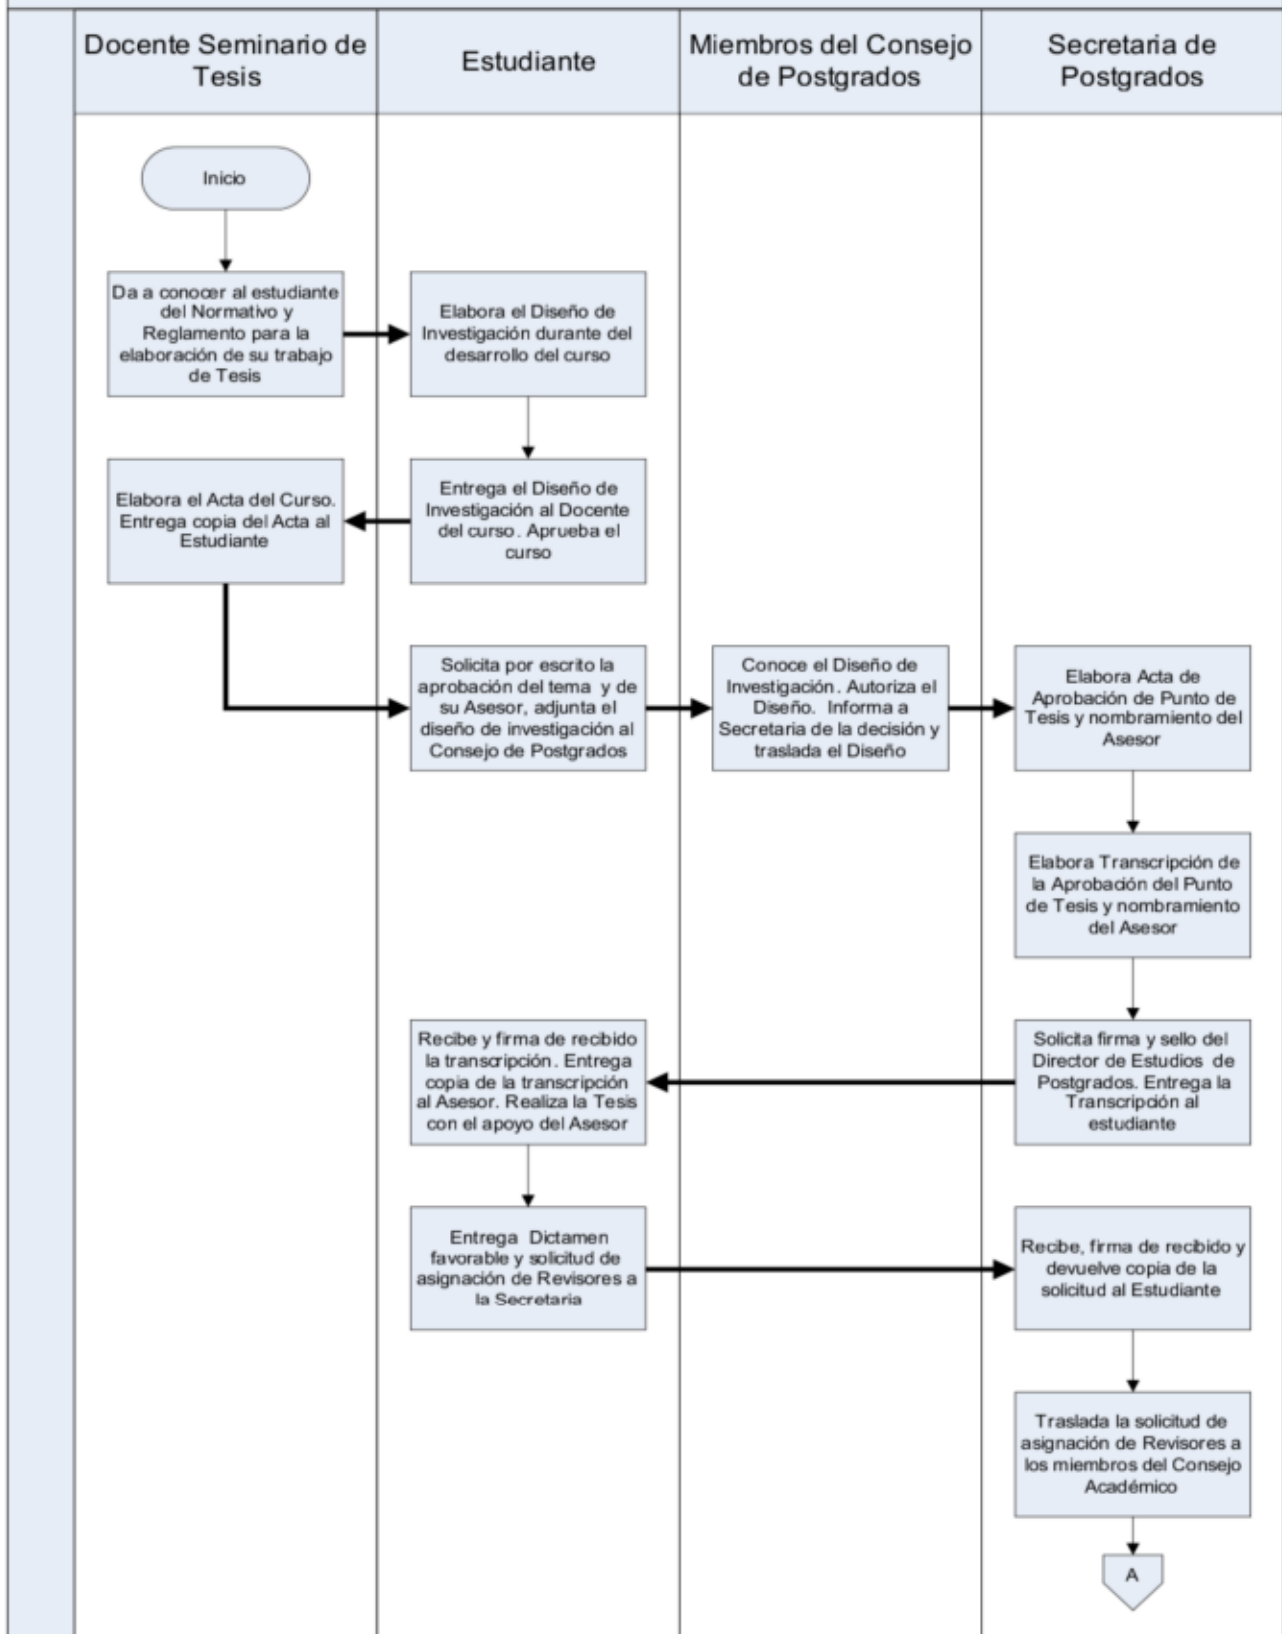 Docente Seminario de
Tesis
Estudiante
Miembros del Consejo
de Postgrados
Secretaria de
Postgrados
Inicio
Da a conocer al estudiante
del Normativo y
Reglamento para la
elaboración de su trabajo
de Tesis
Elabora el Diseño de
Investigación durante del
desarrollo del curso
Entrega el Diseño de
Investigación al Docente
del curso. Aprueba el
curso
Elabora el Acta del Curso.
Entrega copia del Acta al
Estudiante
Solicita por escrito la
aprobación del tema y de
su Asesor, adjunta el
diseño de investigación al
Consejo de Postgrados
Conoce el Diseño de
Investigación. Autoriza el
Diseño. Informa a
Secretaria de la decisión y
traslada el Diseño
Elabora Acta de
Aprobación de Punto de
Tesis y nombramiento del
Asesor
Elabora Transcripción de
la Aprobación del Punto
de Tesis y nombramiento
del Asesor
Solicita firma y sello del
Director de Estudios de
Postgrados. Entrega la
Transcripción al
estudiante
Recibe y firma de recibido
la transcripción. Entrega
copia de la transcripción
al Asesor. Realiza la Tesis
con el apoyo del Asesor
Entrega Dictamen
favorable y solicitud de
asignación de Revisores a
la Secretaria
Recibe, firma de recibido y
devuelve copia de la
solicitud al Estudiante
Traslada la solicitud de
asignación de Revisores a
los miembros del Consejo
Académico
A